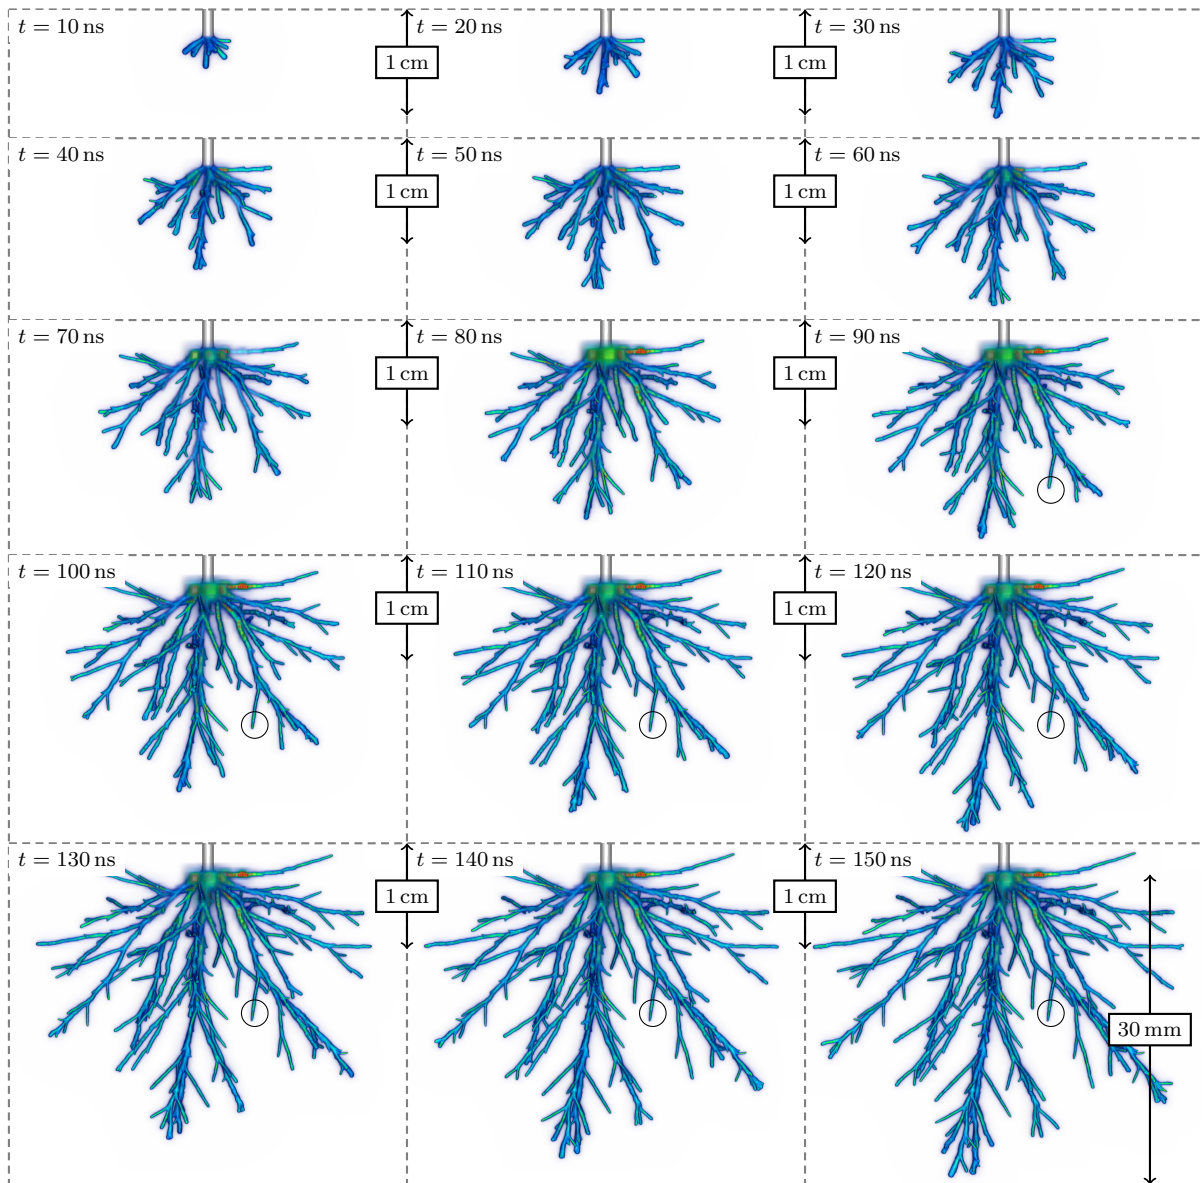 t = 10 ns
1 cm
t = 20 ns
1 cm
t = 30 ns
t = 40 ns
1 cm
t = 50 ns
1 cm
t = 60 ns
t = 70 ns
1 cm
t = 80 ns
1 cm
t = 90 ns
t = 100 ns
1 cm
t = 110 ns
1 cm
t = 120 ns
t = 130 ns
1 cm
t = 140 ns
1 cm
t = 150 ns
30 mm